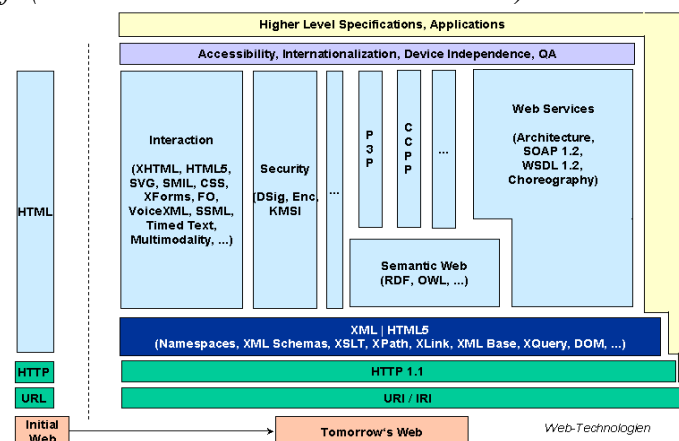 Higher Level Specifications, Applications
Accessibility, Internationalization, Device Independence, QA
HTML
Interaction
(XHTML, HTML5,
SVG, SMIL, CSS,
XForms, FO,
VoiceXML, SSML,
Timed Text,
Multimodality, ...)
Security
(DSig, Enc,
KMSI
...
P
3
P
C
C
P
P
...
Web Services
(Architecture,
SOAP 1.2,
WSDL 1.2,
Choreography)
Semantic Web
(RDF, OWL, ...)
XML | HTML5
(Namespaces, XML Schemas, XSLT, XPath, XLink, XML Base, XQuery, DOM, ...)
HTTP
HTTP 1.1
URL
URI / IRI
Initial
Web
Tomorrow's Web
Web-Technologien